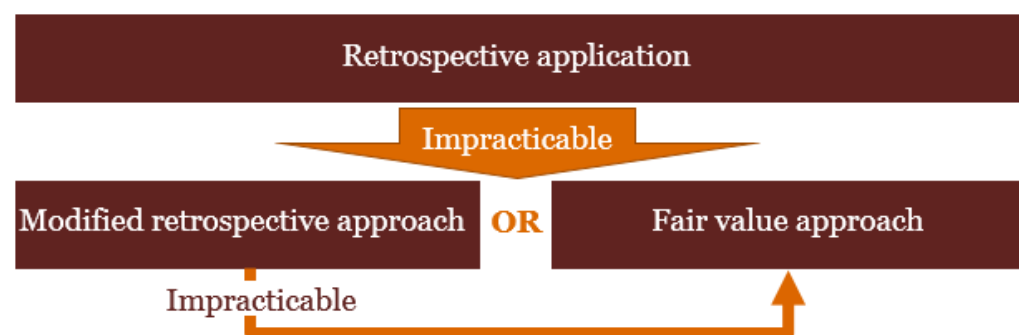 Retrospective application
Impracticable
Modified retrospective approach
OR
Fair value approach
Impracticable